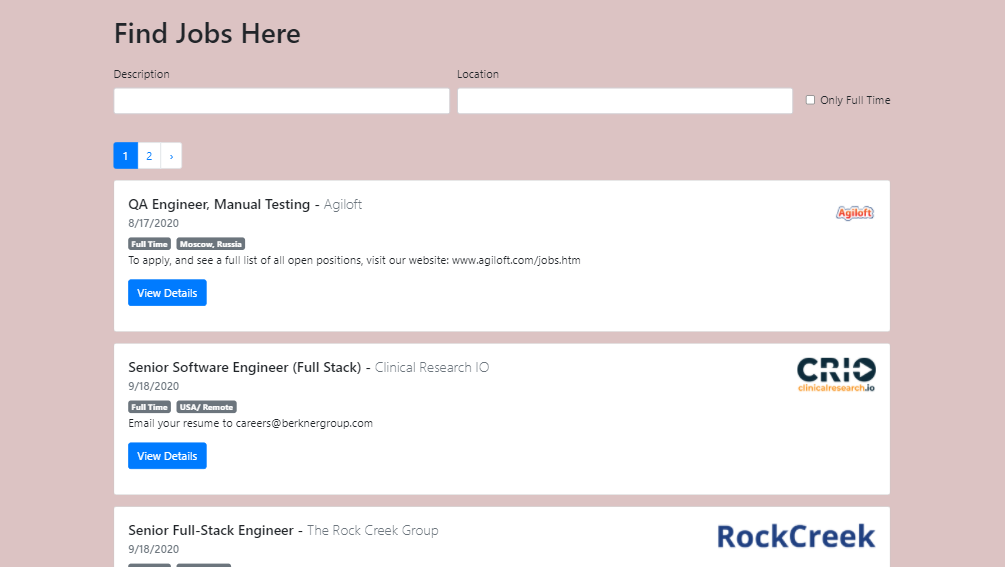 Find Jobs Here
Description Location
Only Full Time
1 2 ›
QA Engineer, Manual Testing - Agiloft
Agiloft
8/17/2020
Full Time Moscow, Russia
To apply, and see a full list of all open positions, visit our website: www.agiloft.com/jobs.htm
View Details
Senior Software Engineer (Full Stack) - Clinical Research IO
CRIO
clinicalresearch.io
9/18/2020
Full Time USA/ Remote
Email your resume to careers@berknergroup.com
View Details
Senior Full-Stack Engineer - The Rock Creek Group
RockCreek
9/18/2020